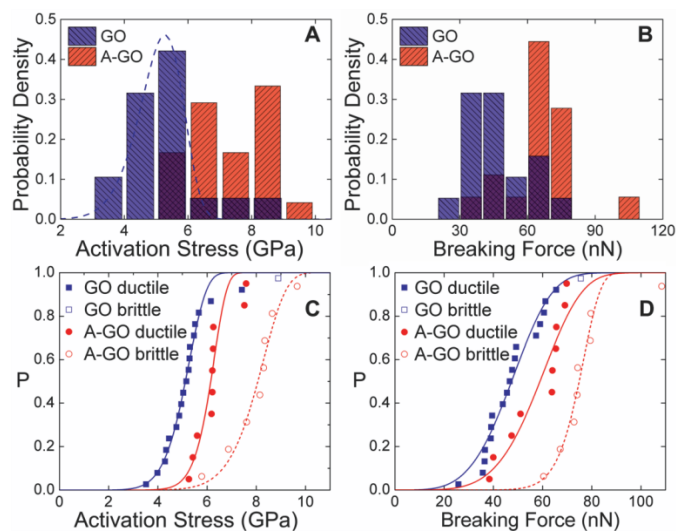 A
GO
A-GO
Probability Density
0.5
0.4
0.3
0.2
0.1
0.0
2 4 6 8 10
Activation Stress (GPa)
B
GO
A-GO
Probability Density
0.5
0.4
0.3
0.2
0.1
0.0
0 30 60 90 120
Breaking Force (nN)
C
GO ductile
GO brittle
A-GO ductile
A-GO brittle
P
1.0
0.8
0.6
0.4
0.2
0.0
0 2 4 6 8 10
Activation Stress (GPa)
D
GO ductile
GO brittle
A-GO ductile
A-GO brittle
P
1.0
0.8
0.6
0.4
0.2
0.0
0 20 40 60 80 100
Breaking Force (nN)